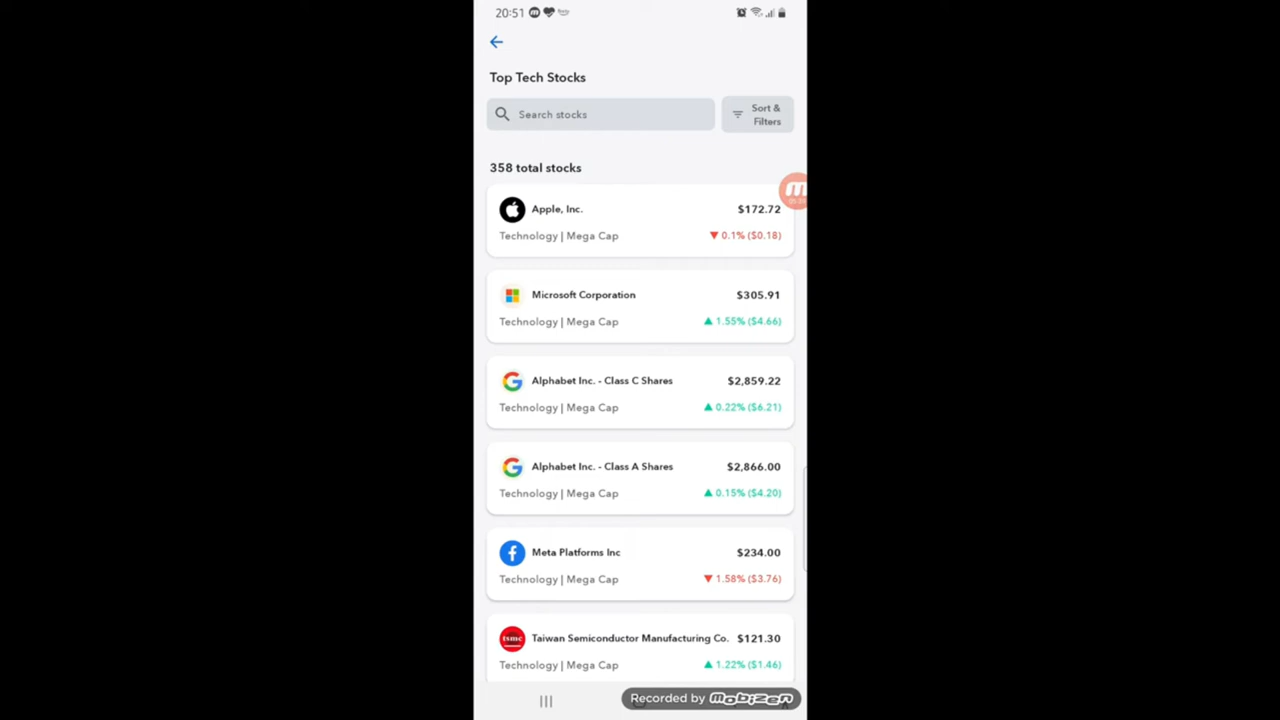 20:51
Top Tech Stocks
Search stocks
Sort &
Filters
358 total stocks
Apple, Inc. $172.72
Technology | Mega Cap ▼ 0.1% ($0.18)
Microsoft Corporation $305.91
Technology | Mega Cap ▲ 1.55% ($4.66)
Alphabet Inc. - Class C Shares $2,859.22
Technology | Mega Cap ▲ 0.22% ($6.21)
Alphabet Inc. - Class A Shares $2,866.00
Technology | Mega Cap ▲ 0.15% ($4.20)
Meta Platforms Inc $234.00
Technology | Mega Cap ▼ 1.58% ($3.76)
tsmc Taiwan Semiconductor Manufacturing Co. $121.30
Technology | Mega Cap ▲ 1.22% ($1.46)
Recorded by mobizen